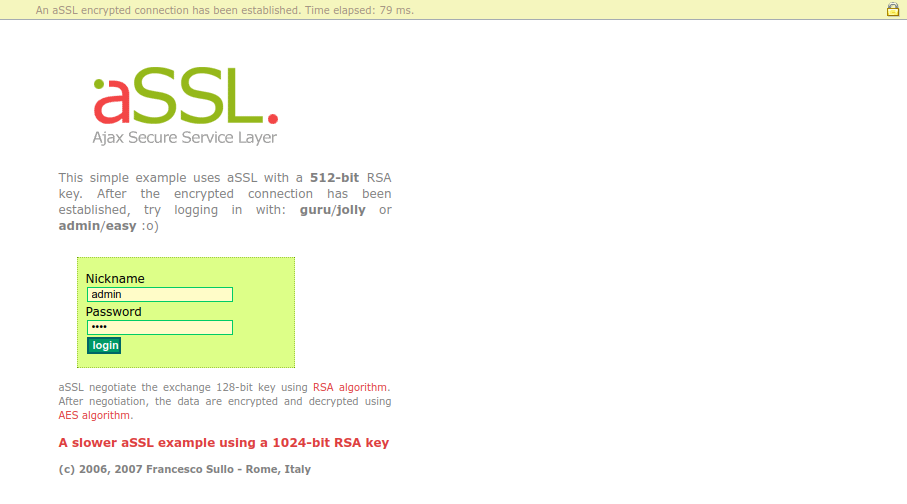 An aSSL encrypted connection has been established. Time elapsed: 79 ms.
aSSL.
Ajax Secure Service Layer
This simple example uses aSSL with a 512-bit RSA
key. After the encrypted connection has been
established, try logging in with: guru/jolly or
admin/easy :o)
Nickname
admin
Password
••••
login
aSSL negotiate the exchange 128-bit key using RSA algorithm.
After negotiation, the data are encrypted and decrypted using
AES algorithm.
A slower aSSL example using a 1024-bit RSA key
(c) 2006, 2007 Francesco Sullo - Rome, Italy